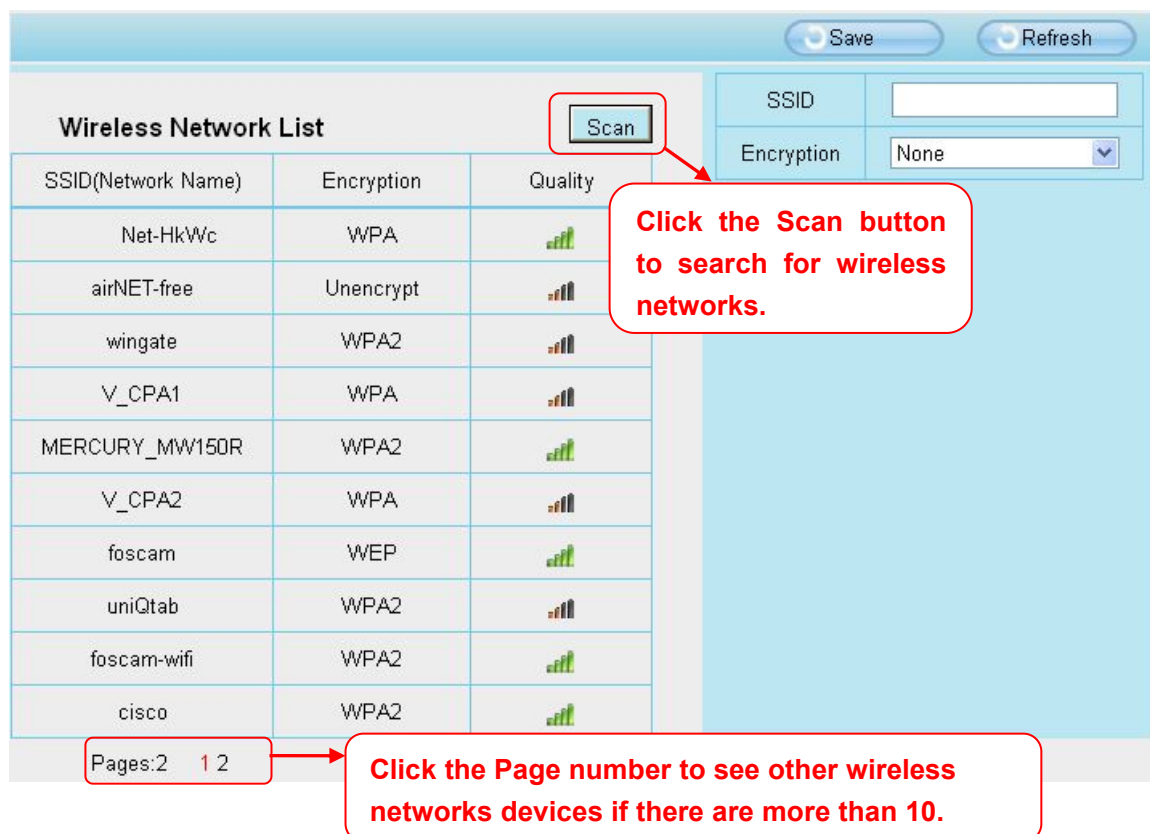 Save Refresh
SSID
Wireless Network List Scan
Encryption None
SSID(Network Name) Encryption Quality
Click the Scan button
to search for wireless
networks.
Net-HkWc WPA
airNET-free Unencrypt
wingate WPA2
V_CPA1 WPA
MERCURY_MW150R WPA2
V_CPA2 WPA
foscam WEP
uniQtab WPA2
foscam-wifi WPA2
cisco WPA2
Pages:2 1 2
Click the Page number to see other wireless
networks devices if there are more than 10.